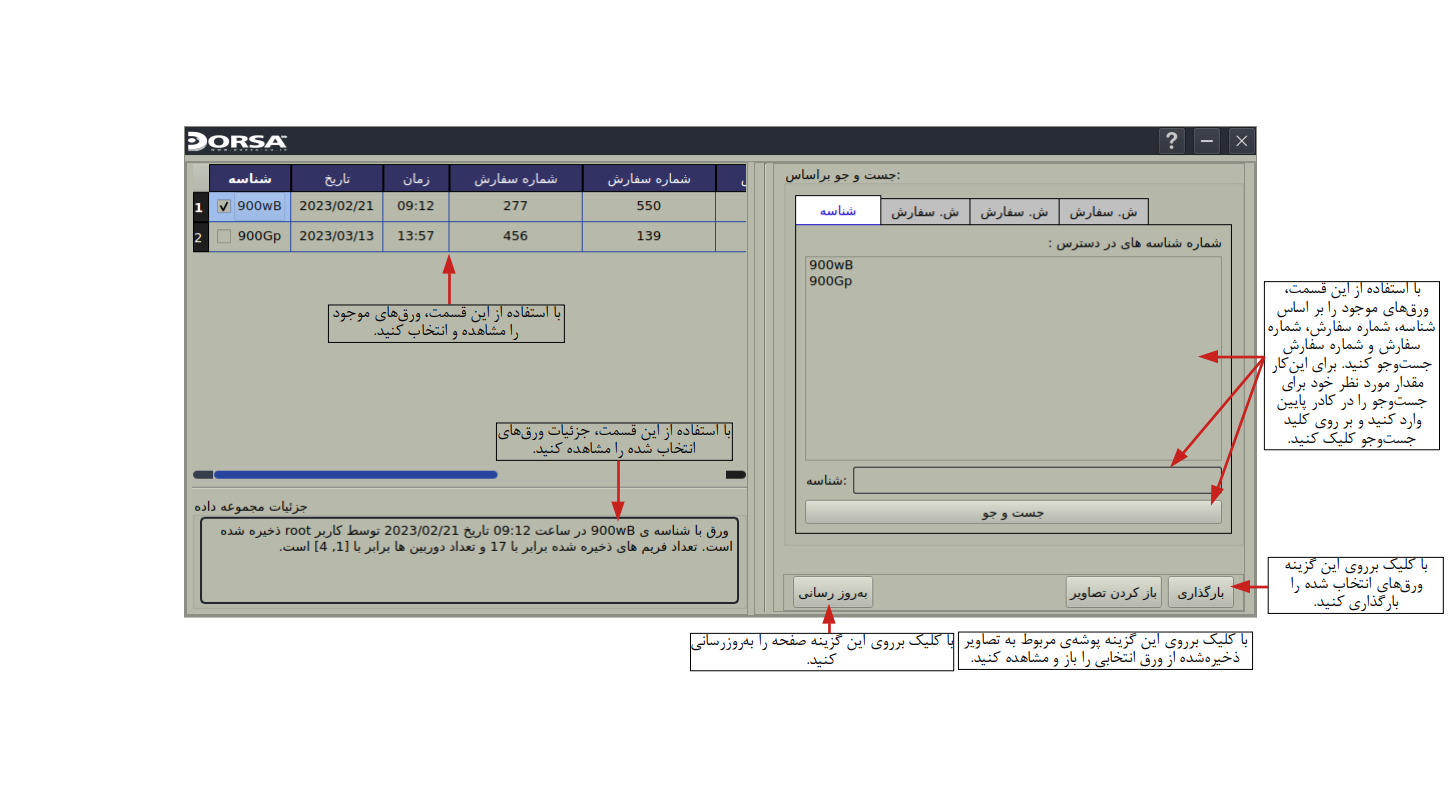 DORSA
?
شناسه تاریخ زمان شماره سفارش شماره سفارش
1 900wB 2023/02/21 09:12 277 550
2 900Gp 2023/03/13 13:57 456 139
با استفاده از این قسمت، ورق‌های موجود
را مشاهده و انتخاب کنید.
با استفاده از این قسمت، جزئیات ورق‌های
انتخاب شده را مشاهده کنید.
جزئیات مجموعه داده
ورق با شناسه ی 900wB در ساعت 09:12 تاریخ 2023/02/21 توسط کاربر root ذخیره شده
است. تعداد فریم های ذخیره شده برابر با 17 و تعداد دوربین ها برابر با [1, 4] است.
جست و جو براساس:
شناسه ش. سفارش ش. سفارش ش. سفارش
شماره شناسه های در دسترس :
900wB
900Gp
شناسه:
جست و جو
به‌روز رسانی
باز کردن تصاویر
بارگذاری
با استفاده از این قسمت،
ورق‌های موجود را بر اساس
شناسه، شماره سفارش، شماره
سفارش و شماره سفارش
جست‌وجو کنید. برای این‌کار
مقدار مورد نظر خود برای
جست‌وجو را در کادر پایین
وارد کنید و بر روی کلید
جست‌وجو کلیک کنید.
با کلیک برروی این گزینه
ورق‌های انتخاب شده را
بارگذاری کنید.
با کلیک برروی این گزینه پوشه‌ی مربوط به تصاویر
ذخیره‌شده از ورق انتخابی را باز و مشاهده کنید.
با کلیک برروی این گزینه صفحه را به‌روزرسانی
کنید.